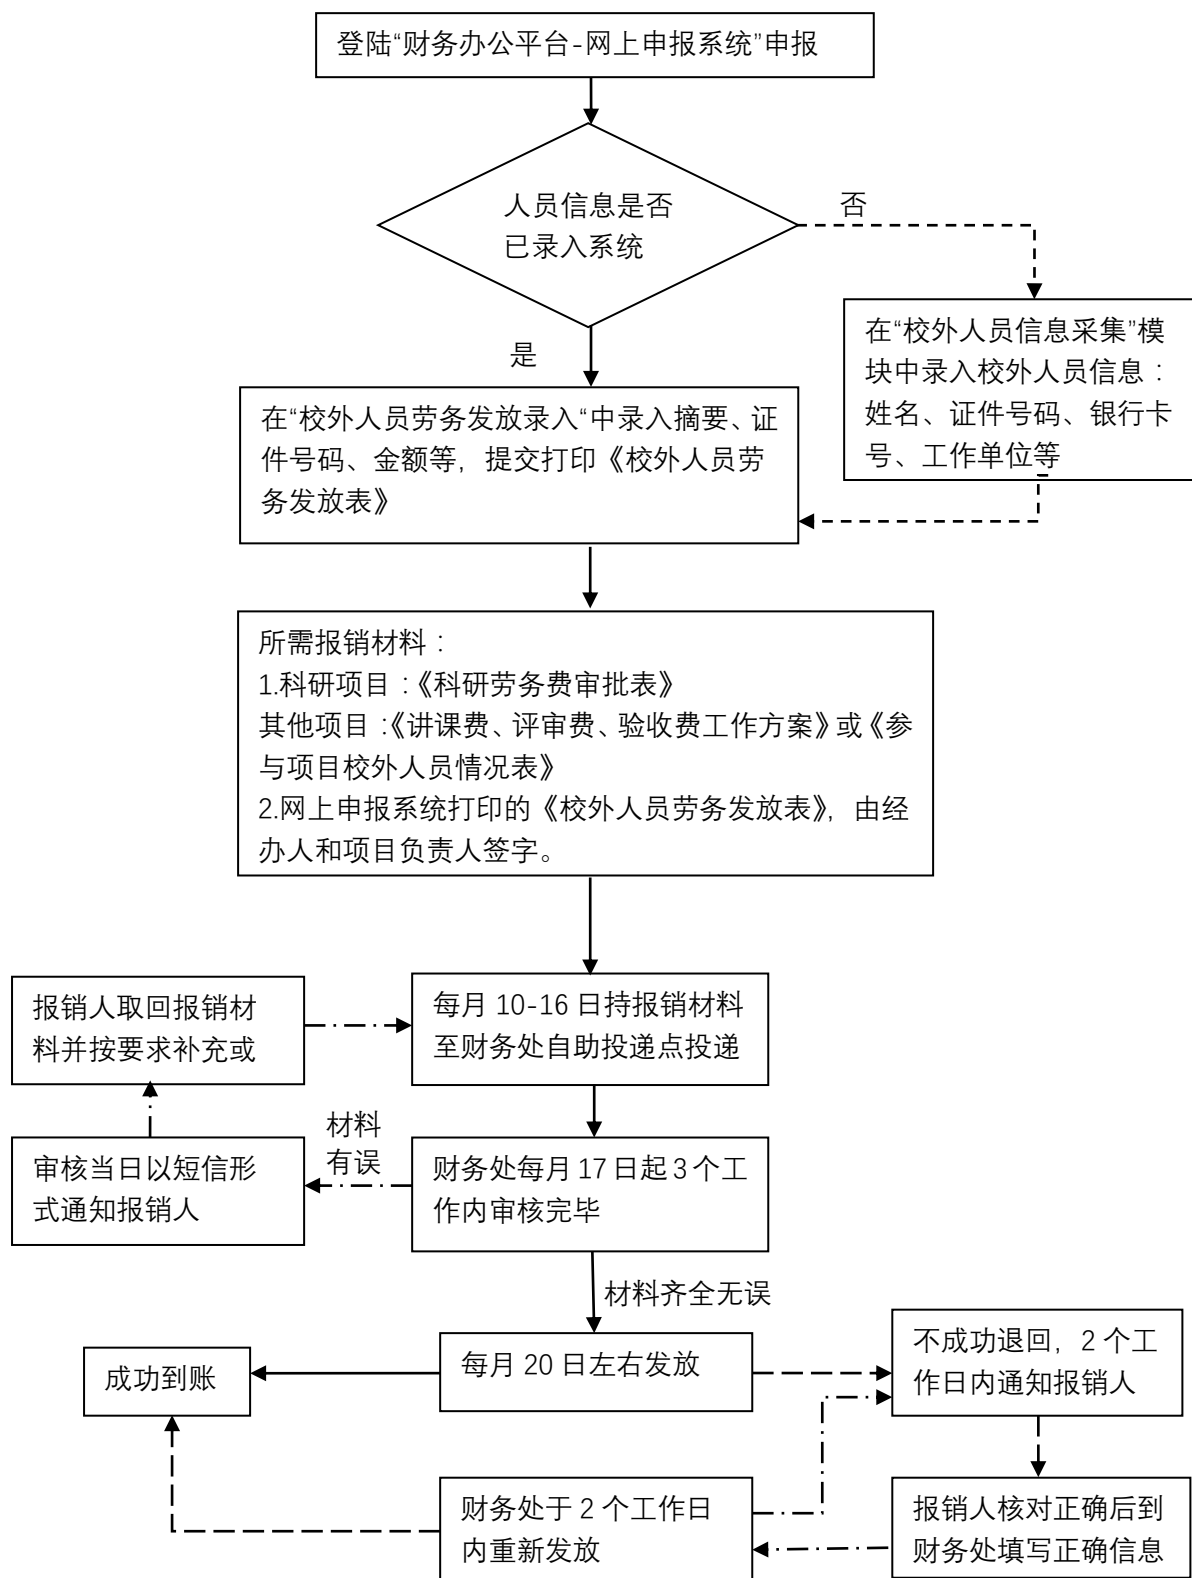 登陆“财务办公平台-网上申报系统”申报
人员信息是否
已录入系统
否
是
在“校外人员信息采集”模
块中录入校外人员信息：
姓名、证件号码、银行卡
号、工作单位等
在“校外人员劳务发放录入“中录入摘要、证
件号码、金额等，提交打印《校外人员劳
务发放表》
所需报销材料：
1.科研项目：《科研劳务费审批表》
其他项目：《讲课费、评审费、验收费工作方案》或《参
与项目校外人员情况表》
2.网上申报系统打印的《校外人员劳务发放表》，由经
办人和项目负责人签字。
报销人取回报销材
料并按要求补充或
每月 10-16 日持报销材料
至财务处自助投递点投递
材料
有误
审核当日以短信形
式通知报销人
财务处每月 17 日起 3 个工
作内审核完毕
材料齐全无误
成功到账
每月 20 日左右发放
不成功退回，2 个工
作日内通知报销人
财务处于 2 个工作日
内重新发放
报销人核对正确后到
财务处填写正确信息